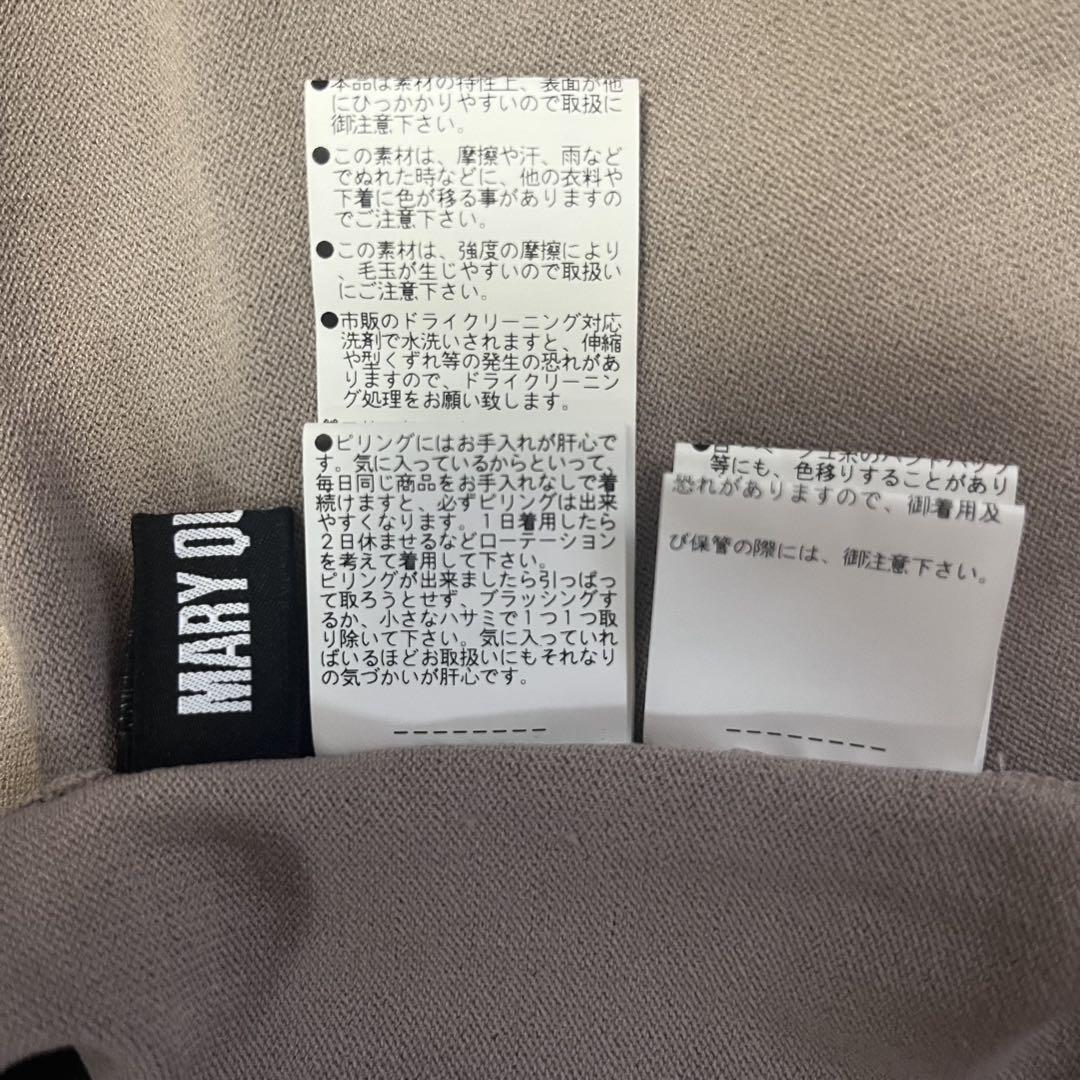 ●本品は素材の特性上、表面が他
にひっかかりやすいので取扱に
御注意下さい。
●この素材は、摩擦や汗、雨など
でぬれた時などに、他の衣料や
下着に色が移る事がありますの
でご注意下さい。
●この素材は、強度の摩擦により
、毛玉が生じやすいので取扱い
にご注意下さい。
●市販のドライクリーニング対応
洗剤で水洗いされますと、伸縮
や型くずれ等の発生の恐れがあ
りますので、ドライクリーニン
グ処理をお願い致します。
●ピリングにはお手入れが肝心で
す。気に入っているからといって、
毎日同じ商品をお手入れなしで着
続けますと、必ずピリングは出来
やすくなります。１日着用したら
２日休ませるなどローテーション
を考えて着用して下さい。
ピリングが出来ましたら引っぱっ
て取ろうとせず、ブラッシングす
るか、小さなハサミで１つ１つ取
り除いて下さい。気に入っていれ
ばいるほどお取扱いにもそれなり
の気づかいが肝心です。
--------
等にも、色移りすることがあり
恐れがありますので、御着用及
び保管の際には、御注意下さい。
--------
MARY QU